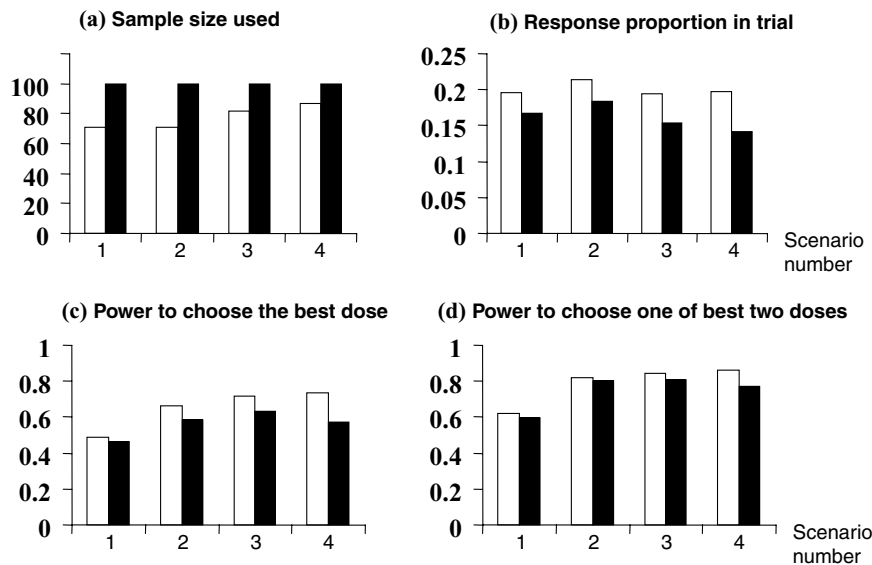 (a) Sample size used
100
80
60
40
20
0
1 2 3 4
(b) Response proportion in trial
0.25
0.2
0.15
0.1
0.05
0
1 2 3 4
Scenario
number
(c) Power to choose the best dose
1
0.8
0.6
0.4
0.2
0
1 2 3 4
(d) Power to choose one of best two doses
1
0.8
0.6
0.4
0.2
0
1 2 3 4
Scenario
number